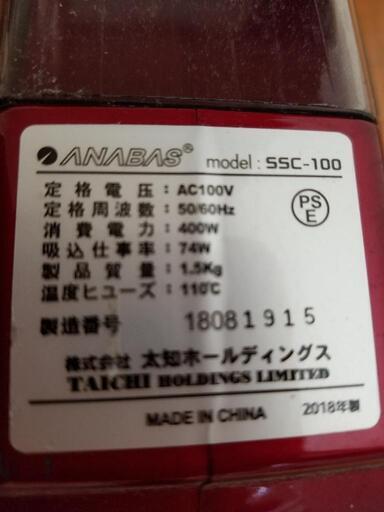 ANABAS® model : SSC-100
定格電圧 : AC100V
定格周波数 : 50/60Hz
消費電力 : 400W
吸込仕事率 : 74W
製品質量 : 1.5Kg
温度ヒューズ : 110℃
PS
E
製造番号 18081915
株式会社 太知ホールディングス
TAICHI HOLDINGS LIMITED
MADE IN CHINA 2018年製